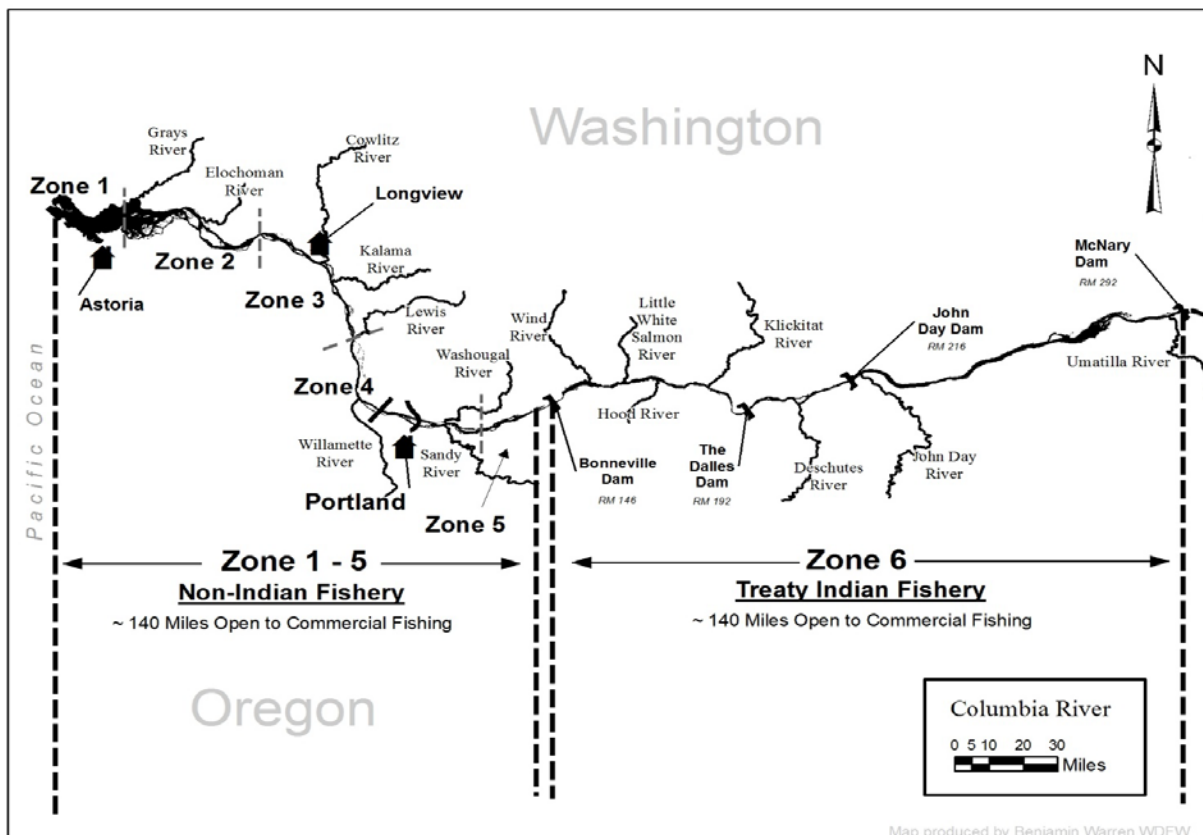 N
Washington
Grays
River
Cowlitz
River
Zone 1
Elochoman
River
Longview
Kalama
River
McNary
Dam
RM 292
Astoria
Zone 2
Zone 3
Lewis
River
Wind
River
Little
White
Salmon
River
Klickitat
River
John
Day Dam
RM 216
Umatilla River
Washougal
River
Zone 4
Hood River
Willamette
River
Sandy
River
Portland
Zone 5
Bonneville
Dam
RM 146
The
Dalles
Dam
RM 192
Deschutes
River
John Day
River
Pacific Ocean
Zone 1 - 5
Non-Indian Fishery
~ 140 Miles Open to Commercial Fishing
Zone 6
Treaty Indian Fishery
~ 140 Miles Open to Commercial Fishing
Oregon
Columbia River
0 5 10 20 30
Miles
Map produced by Benjamin Warren WDFW